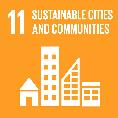 11 SUSTAINABLE CITIES
AND COMMUNITIES